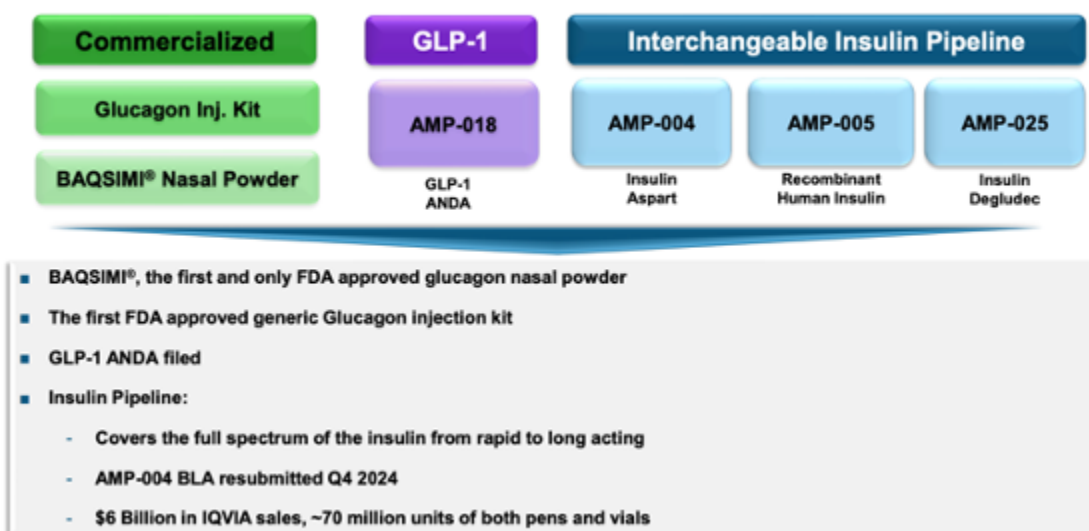 Commercialized
GLP-1
Interchangeable Insulin Pipeline
Glucagon Inj. Kit
BAQSIMI® Nasal Powder
AMP-018
GLP-1
ANDA
AMP-004
Insulin
Aspart
AMP-005
Recombinant
Human Insulin
AMP-025
Insulin
Degludec
BAQSIMI®, the first and only FDA approved glucagon nasal powder
The first FDA approved generic Glucagon injection kit
GLP-1 ANDA filed
Insulin Pipeline:
- Covers the full spectrum of the insulin from rapid to long acting
- AMP-004 BLA resubmitted Q4 2024
- $6 Billion in IQVIA sales, ~70 million units of both pens and vials